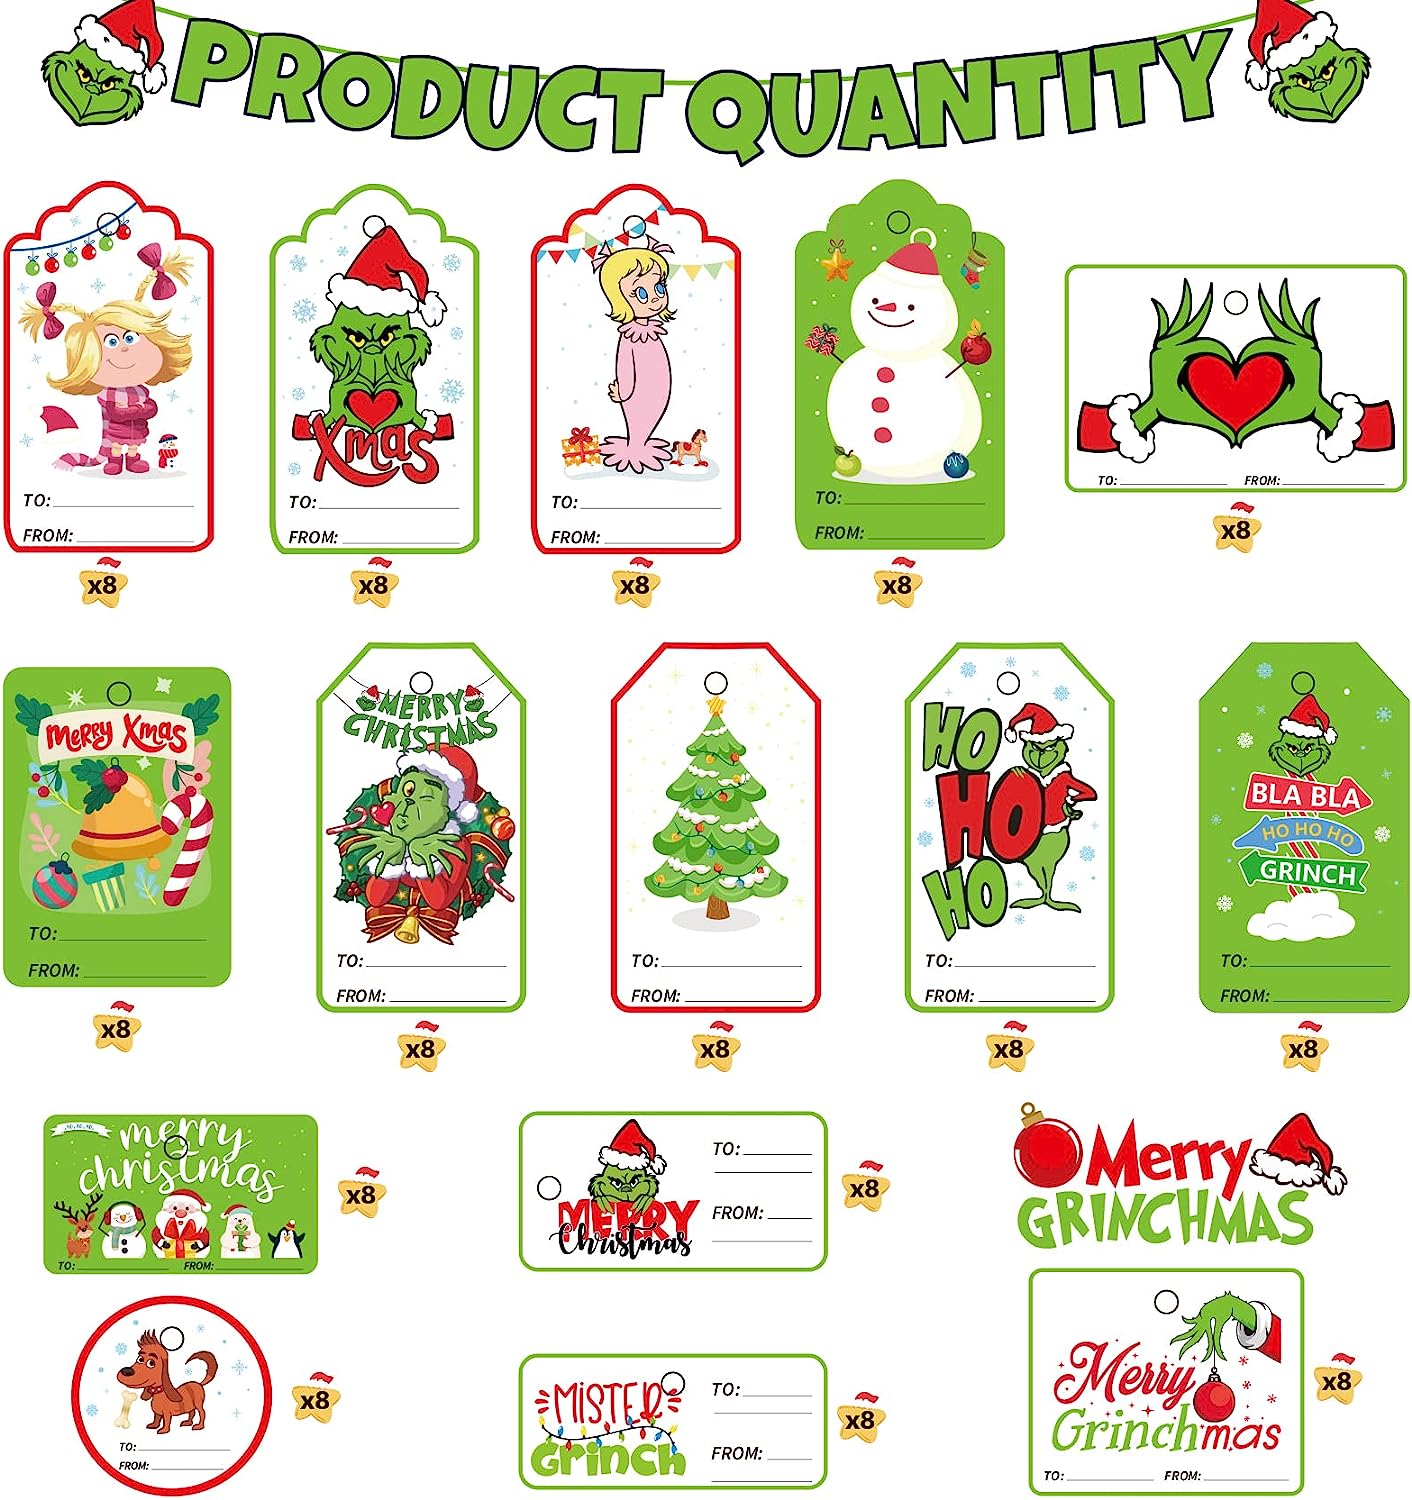 PRODUCT QUANTITY
TO:
FROM:
x8
Xmas
TO:
FROM:
x8
TO:
FROM:
x8
TO:
FROM:
x8
TO: FROM:
x8
MERRY Xmas
TO:
FROM:
x8
MERRY
CHRISTMAS
TO:
FROM:
x8
TO:
FROM:
x8
HO
HO
HO
TO:
FROM:
x8
BLA BLA
HO HO HO
GRINCH
TO:
FROM:
x8
merry
christmas
TO: FROM:
x8
MERRY
Christmas
TO:
FROM:
x8
Merry
GRINCHMAS
TO:
FROM:
x8
MISTER
Grinch
TO:
FROM:
x8
Merry
Grinchmas
TO: FROM:
x8